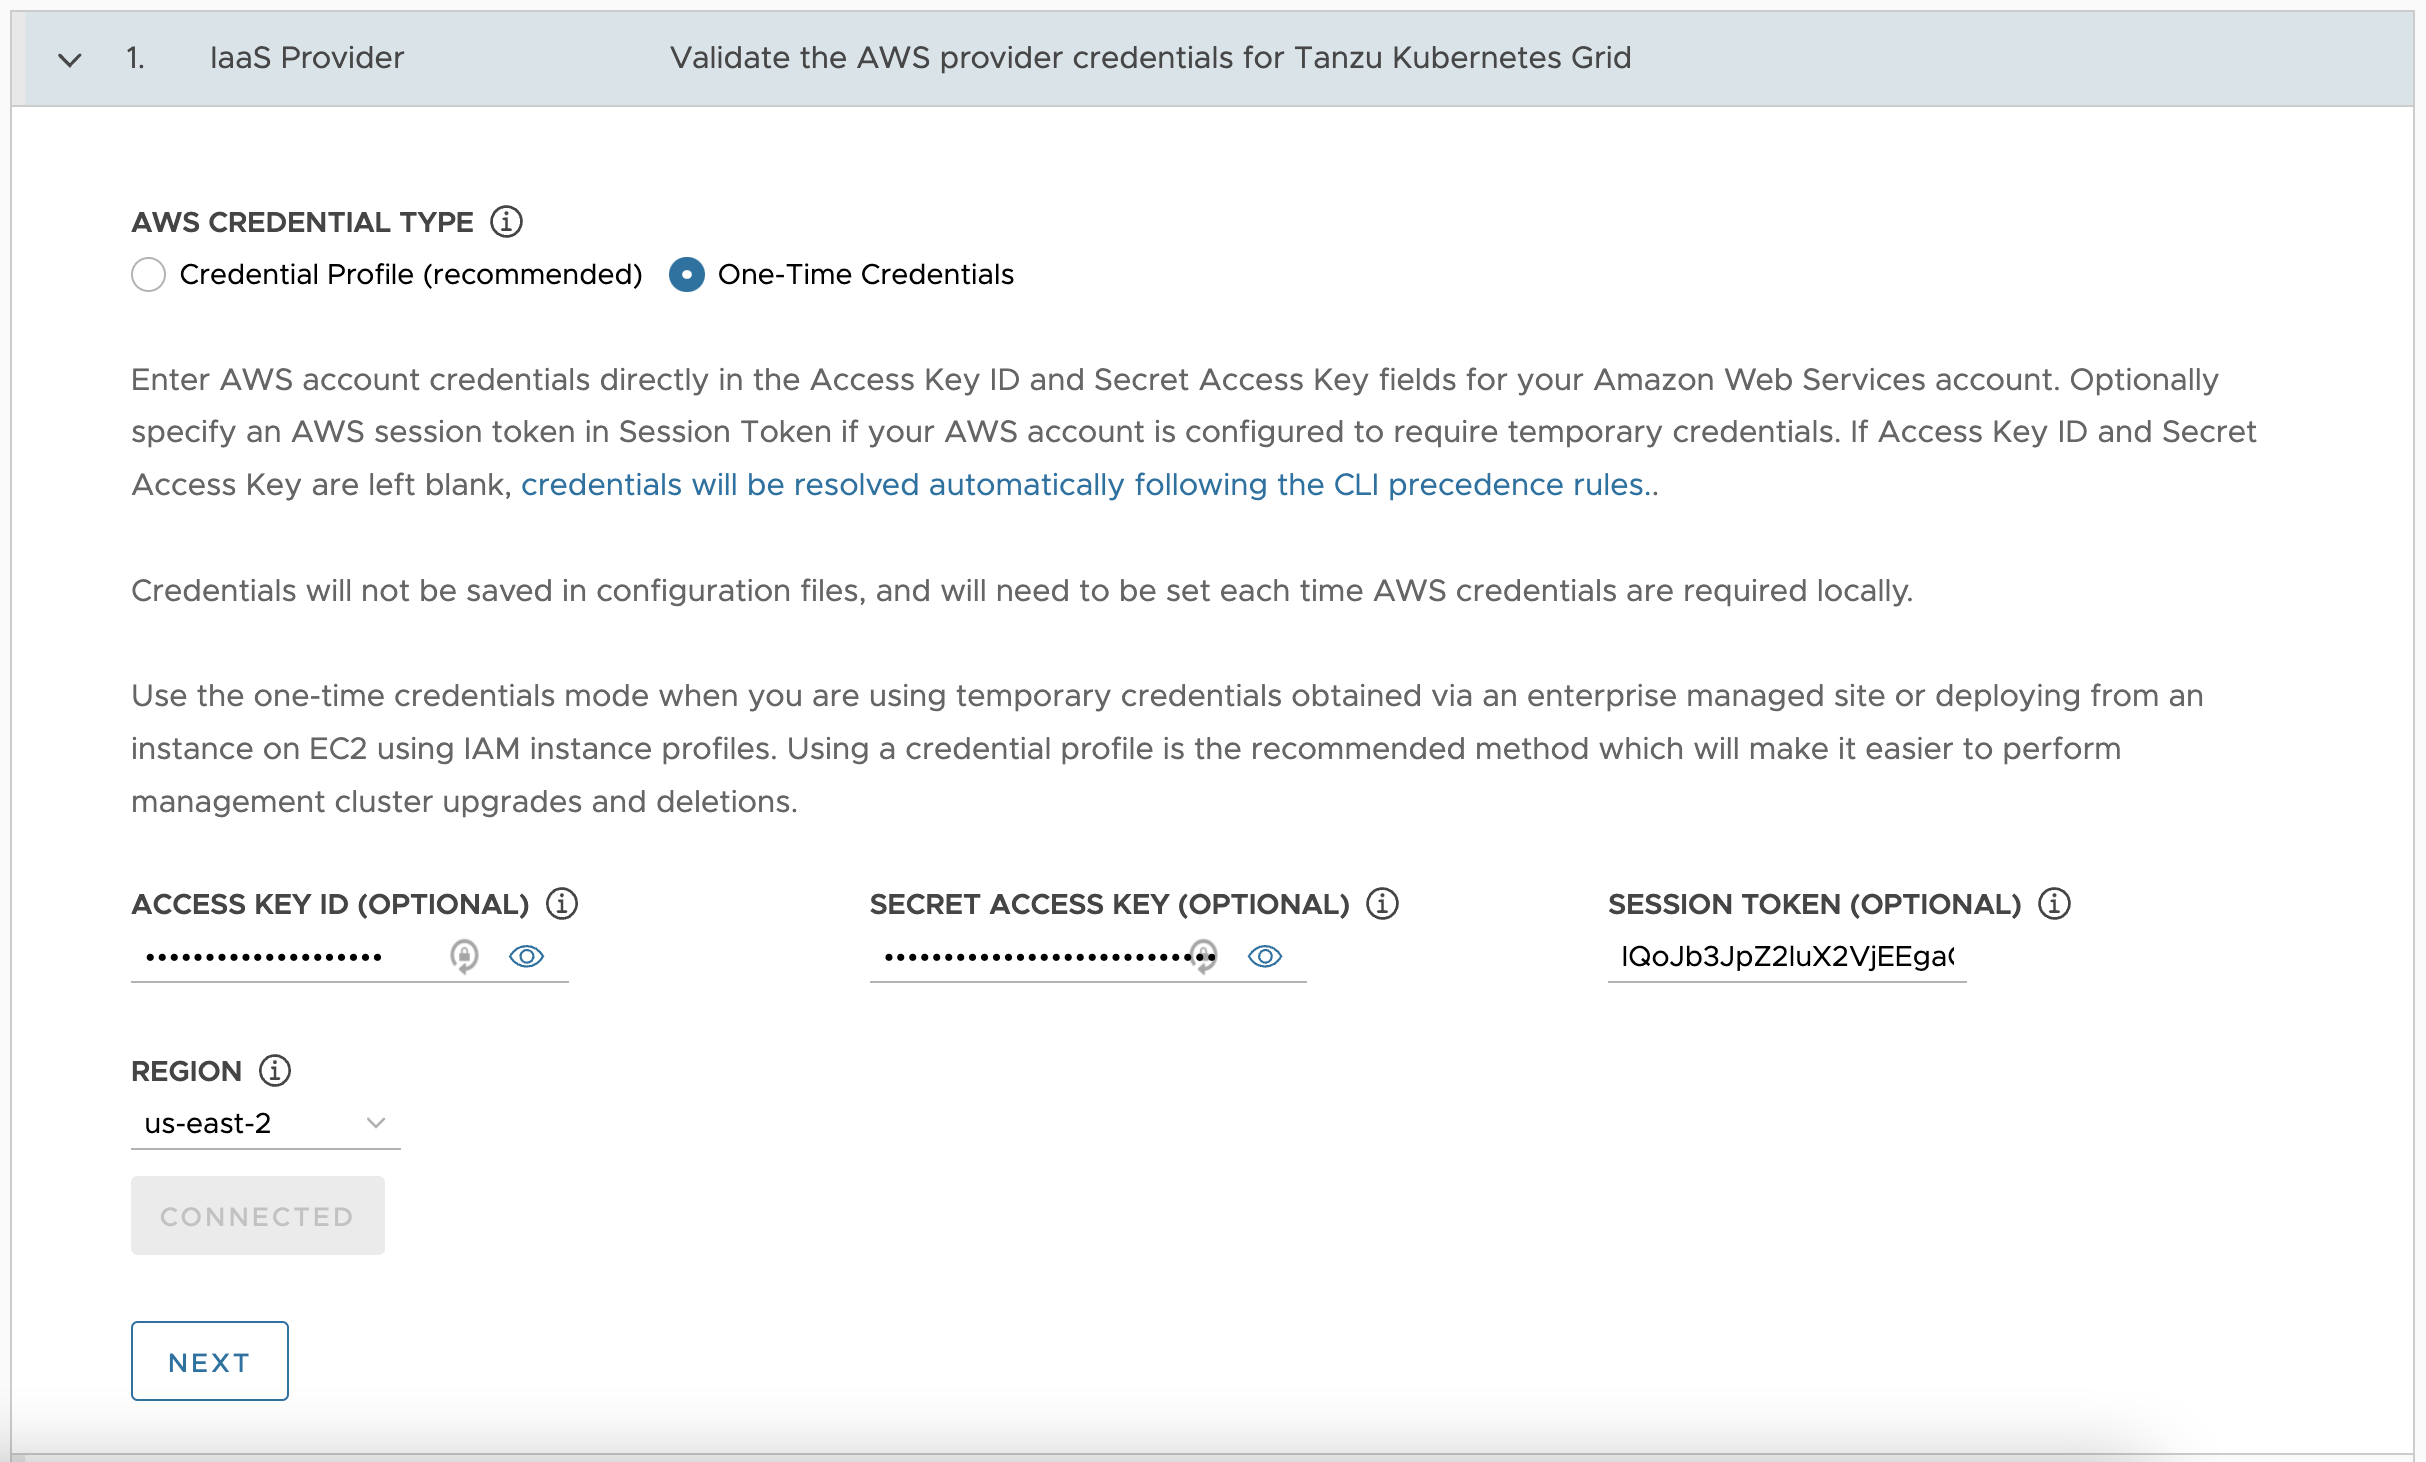 1. IaaS Provider Validate the AWS provider credentials for Tanzu Kubernetes Grid
AWS CREDENTIAL TYPE
Credential Profile (recommended) One-Time Credentials
Enter AWS account credentials directly in the Access Key ID and Secret Access Key fields for your Amazon Web Services account. Optionally
specify an AWS session token in Session Token if your AWS account is configured to require temporary credentials. If Access Key ID and Secret
Access Key are left blank, credentials will be resolved automatically following the CLI precedence rules..
Credentials will not be saved in configuration files, and will need to be set each time AWS credentials are required locally.
Use the one-time credentials mode when you are using temporary credentials obtained via an enterprise managed site or deploying from an
instance on EC2 using IAM instance profiles. Using a credential profile is the recommended method which will make it easier to perform
management cluster upgrades and deletions.
ACCESS KEY ID (OPTIONAL) SECRET ACCESS KEY (OPTIONAL) SESSION TOKEN (OPTIONAL)
IQoJb3JpZ2luX2VjEEga
REGION
us-east-2
CONNECTED
NEXT